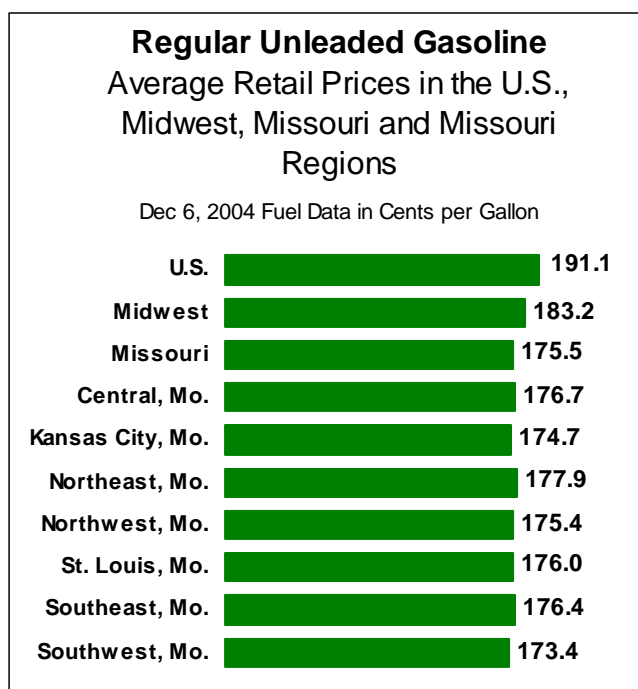 Regular Unleaded Gasoline
Average Retail Prices in the U.S.,
Midwest, Missouri and Missouri
Regions
Dec 6, 2004 Fuel Data in Cents per Gallon
U.S. 191.1
Midwest 183.2
Missouri 175.5
Central, Mo. 176.7
Kansas City, Mo. 174.7
Northeast, Mo. 177.9
Northwest, Mo. 175.4
St. Louis, Mo. 176.0
Southeast, Mo. 176.4
Southwest, Mo. 173.4